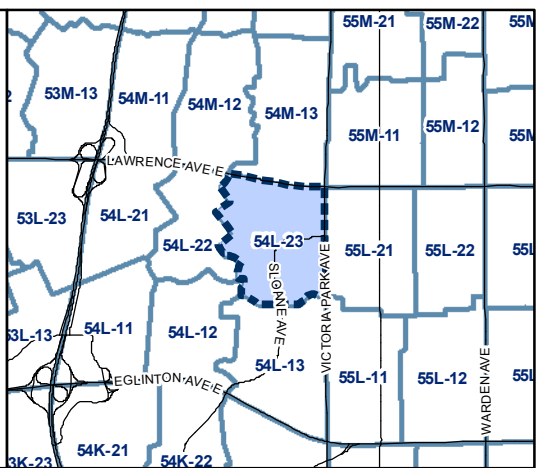 55M-21
55M-22
55M
53M-13
54M-11
54M-12
54M-13
55M-11
55M-12
55M
2
LAWRENCE AVE E
53L-23
54L-21
54L-22
54L-23
55L-21
55L-22
55L
SLOANE AVE
VICTORIA PARK AVE
53L-13
54L-11
54L-12
54L-13
55L-11
55L-12
55L
WARDEN AVE
EGLINTON AVE E
53K-23
54K-21
54K-22